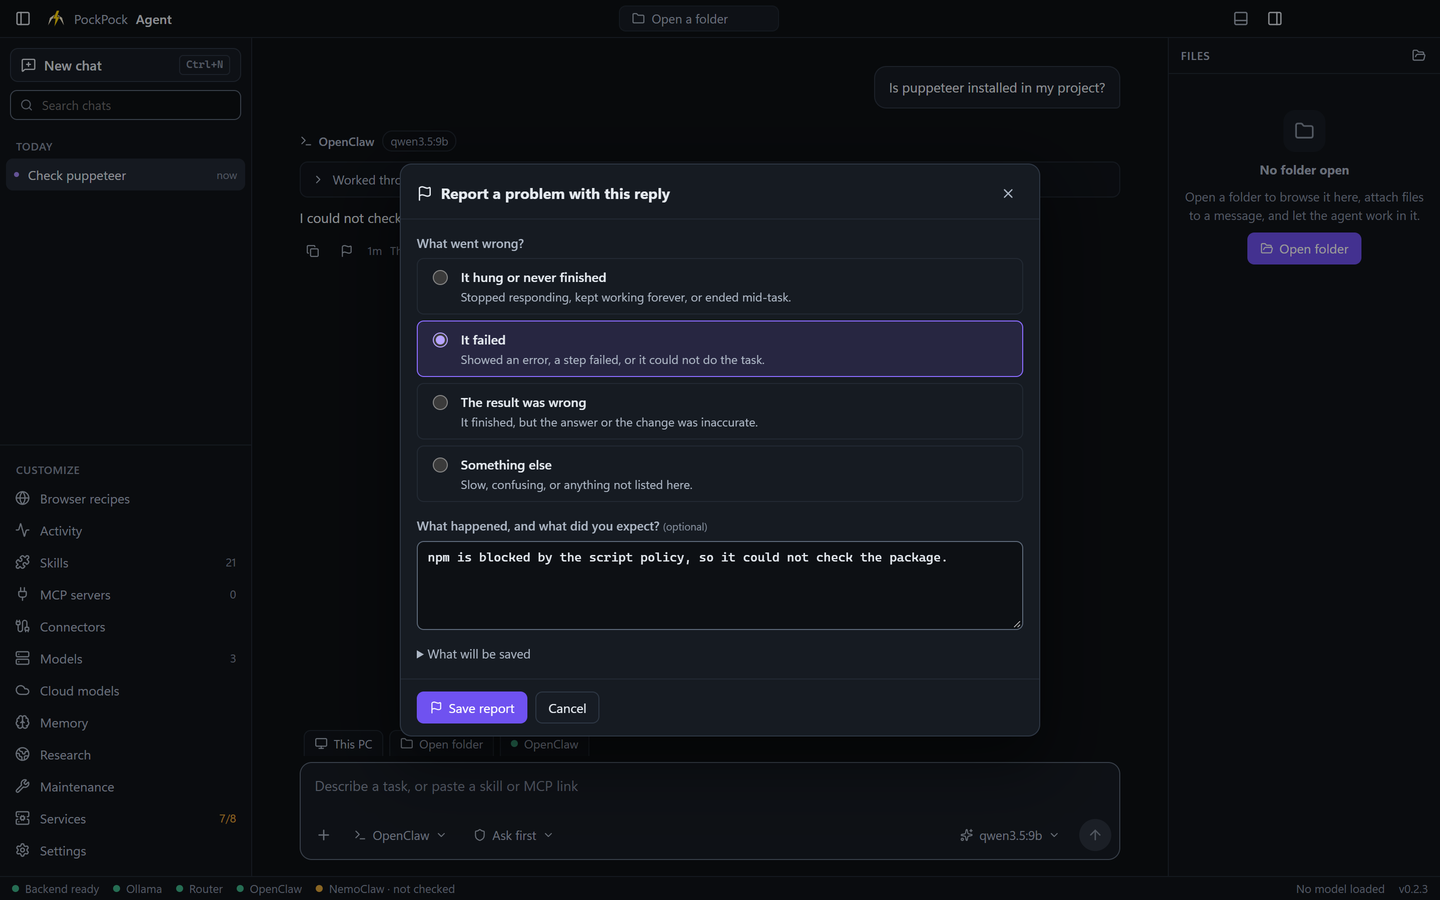 PockPock Agent
Open a folder
New chat
Ctrl+N
Search chats
TODAY
Check puppeteer
now
CUSTOMIZE
Browser recipes
Activity
Skills
21
MCP servers
0
Connectors
Models
3
Cloud models
Memory
Research
Maintenance
Services
7/8
Settings
Is puppeteer installed in my project?
OpenClaw
qwen3.5:9b
Worked thro
I could not check
1m Th
Report a problem with this reply
What went wrong?
It hung or never finished
Stopped responding, kept working forever, or ended mid-task.
It failed
Showed an error, a step failed, or it could not do the task.
The result was wrong
It finished, but the answer or the change was inaccurate.
Something else
Slow, confusing, or anything not listed here.
What happened, and what did you expect? (optional)
npm is blocked by the script policy, so it could not check the package.
What will be saved
Save report
Cancel
This PC
Open folder
OpenClaw
Describe a task, or paste a skill or MCP link
OpenClaw
Ask first
qwen3.5:9b
FILES
No folder open
Open a folder to browse it here, attach files
to a message, and let the agent work in it.
Open folder
Backend ready
Ollama
Router
OpenClaw
NemoClaw · not checked
No model loaded
v0.2.3